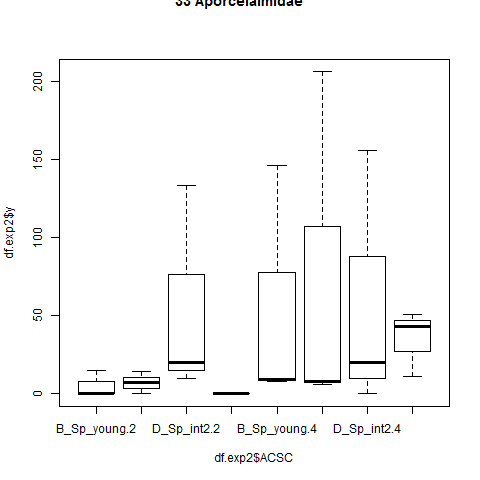 33 Aporcelaimidae
200
150
100
50
0
df.exp2$y
B_Sp_young.2 D_Sp_int2.2 B_Sp_young.4 D_Sp_int2.4
df.exp2$ACSC